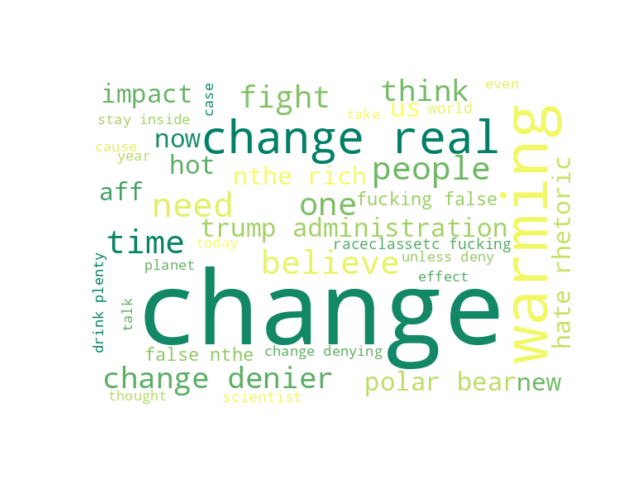 even
impact
case
fight
think
us
take
world
stay inside
now
change real
warming
cause
year
hot
nthe rich
people
aff
need
one
fucking false
trump administration
hate rhetoric
time
today
raceclassetc fucking
drink plenty
planet
believe
unless deny
effect
change
talk
false nthe
change denying
change denier
polar bear
new
thought
scientist